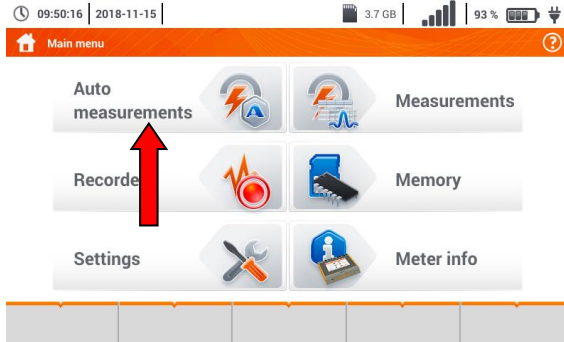 09:50:16 2018-11-15 3.7 GB 93 %
Main menu ?
Auto
measurements
A
Measurements
Recorde
Memory
Settings
Meter info